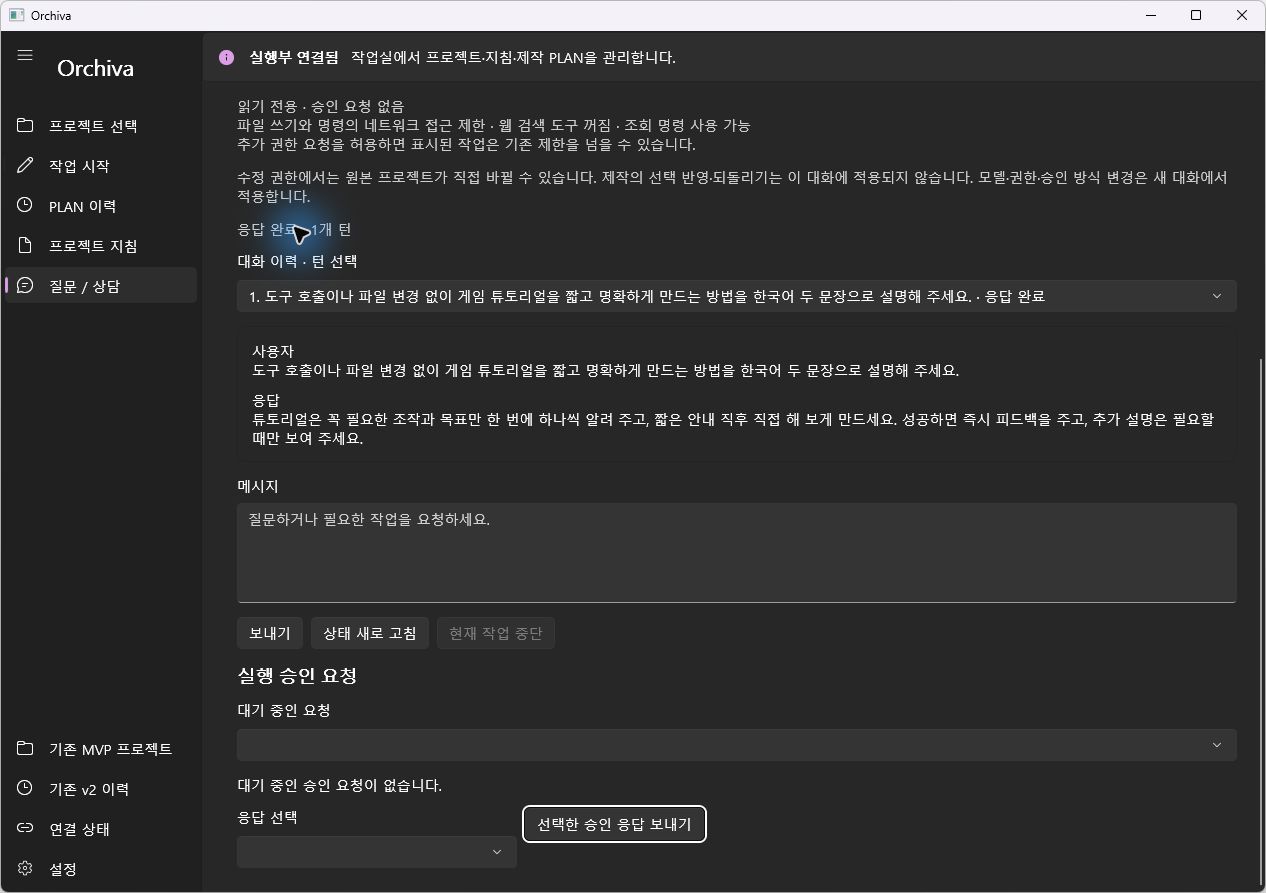 Orchiva
Orchiva
프로젝트 선택
작업 시작
PLAN 이력
프로젝트 지침
질문 / 상담
기존 MVP 프로젝트
기존 v2 이력
연결 상태
설정
실행부 연결됨 작업실에서 프로젝트·지침·제작 PLAN을 관리합니다.
읽기 전용 · 승인 요청 없음
파일 쓰기와 명령의 네트워크 접근 제한 · 웹 검색 도구 꺼짐 · 조회 명령 사용 가능
추가 권한 요청을 허용하면 표시된 작업은 기존 제한을 넘을 수 있습니다.
수정 권한에서는 원본 프로젝트가 직접 바뀔 수 있습니다. 제작의 선택 반영·되돌리기는 이 대화에 적용되지 않습니다. 모델·권한·승인 방식 변경은 새 대화에서
적용합니다.
응답 완료 1개 턴
대화 이력 · 턴 선택
1. 도구 호출이나 파일 변경 없이 게임 튜토리얼을 짧고 명확하게 만드는 방법을 한국어 두 문장으로 설명해 주세요. · 응답 완료
사용자
도구 호출이나 파일 변경 없이 게임 튜토리얼을 짧고 명확하게 만드는 방법을 한국어 두 문장으로 설명해 주세요.
응답
튜토리얼은 꼭 필요한 조작과 목표만 한 번에 하나씩 알려 주고, 짧은 안내 직후 직접 해 보게 만드세요. 성공하면 즉시 피드백을 주고, 추가 설명은 필요할
때만 보여 주세요.
메시지
질문하거나 필요한 작업을 요청하세요.
보내기
상태 새로 고침
현재 작업 중단
실행 승인 요청
대기 중인 요청
대기 중인 승인 요청이 없습니다.
응답 선택
선택한 승인 응답 보내기